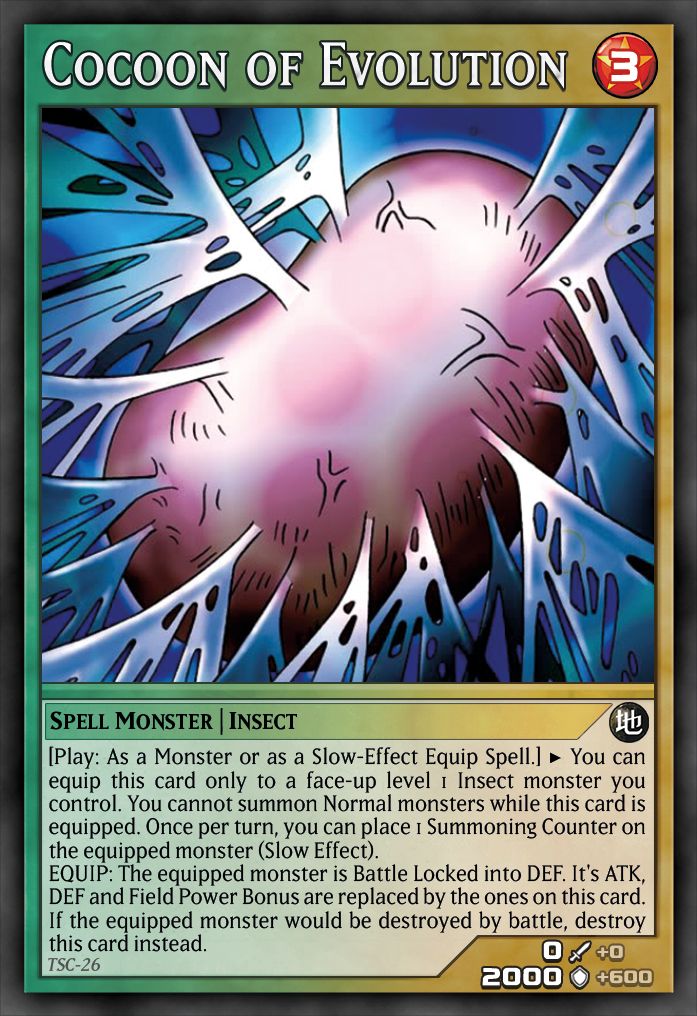 COCOON OF EVOLUTION
3
SPELL MONSTER | INSECT
地
[Play: As a Monster or as a Slow-Effect Equip Spell.] ► You can
equip this card only to a face-up level 1 Insect monster you
control. You cannot summon Normal monsters while this card is
equipped. Once per turn, you can place 1 Summoning Counter on
the equipped monster (Slow Effect).
EQUIP: The equipped monster is Battle Locked into DEF. It's ATK,
DEF and Field Power Bonus are replaced by the ones on this card.
If the equipped monster would be destroyed by battle, destroy
this card instead.
TSC-26
0 +0
2000 +600